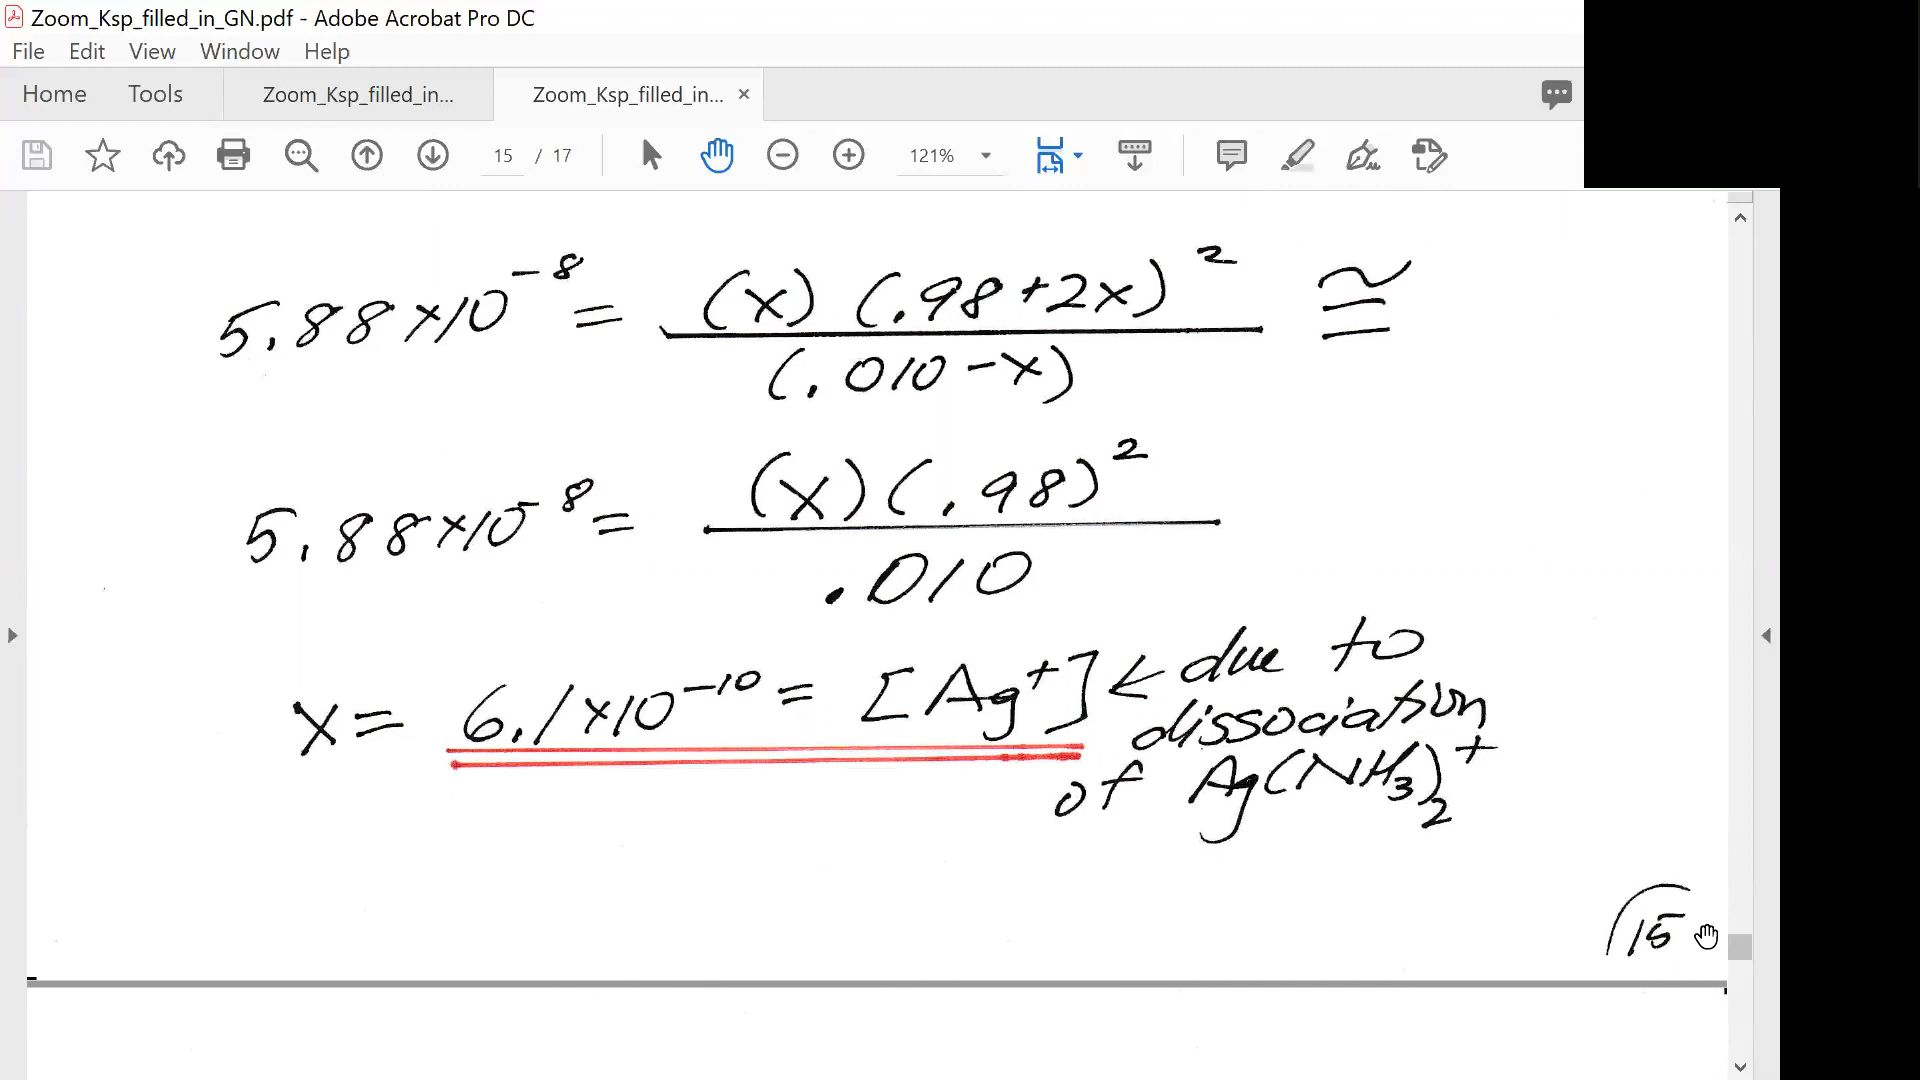 Zoom_Ksp_filled_in_GN.pdf - Adobe Acrobat Pro DC
File Edit View Window Help
Home Tools Zoom_Ksp_filled_in... Zoom_Ksp_filled_in... ×
15 / 17 121%
5.88×10⁻⁸ = (x) (.98+2x)² / (.010-x) ≅
5.88×10⁻⁸ = (x) (.98)² / .010
x = 6.1×10⁻¹⁰ = [Ag⁺] ← due to
dissociation
of Ag(NH₃)₂⁺
15